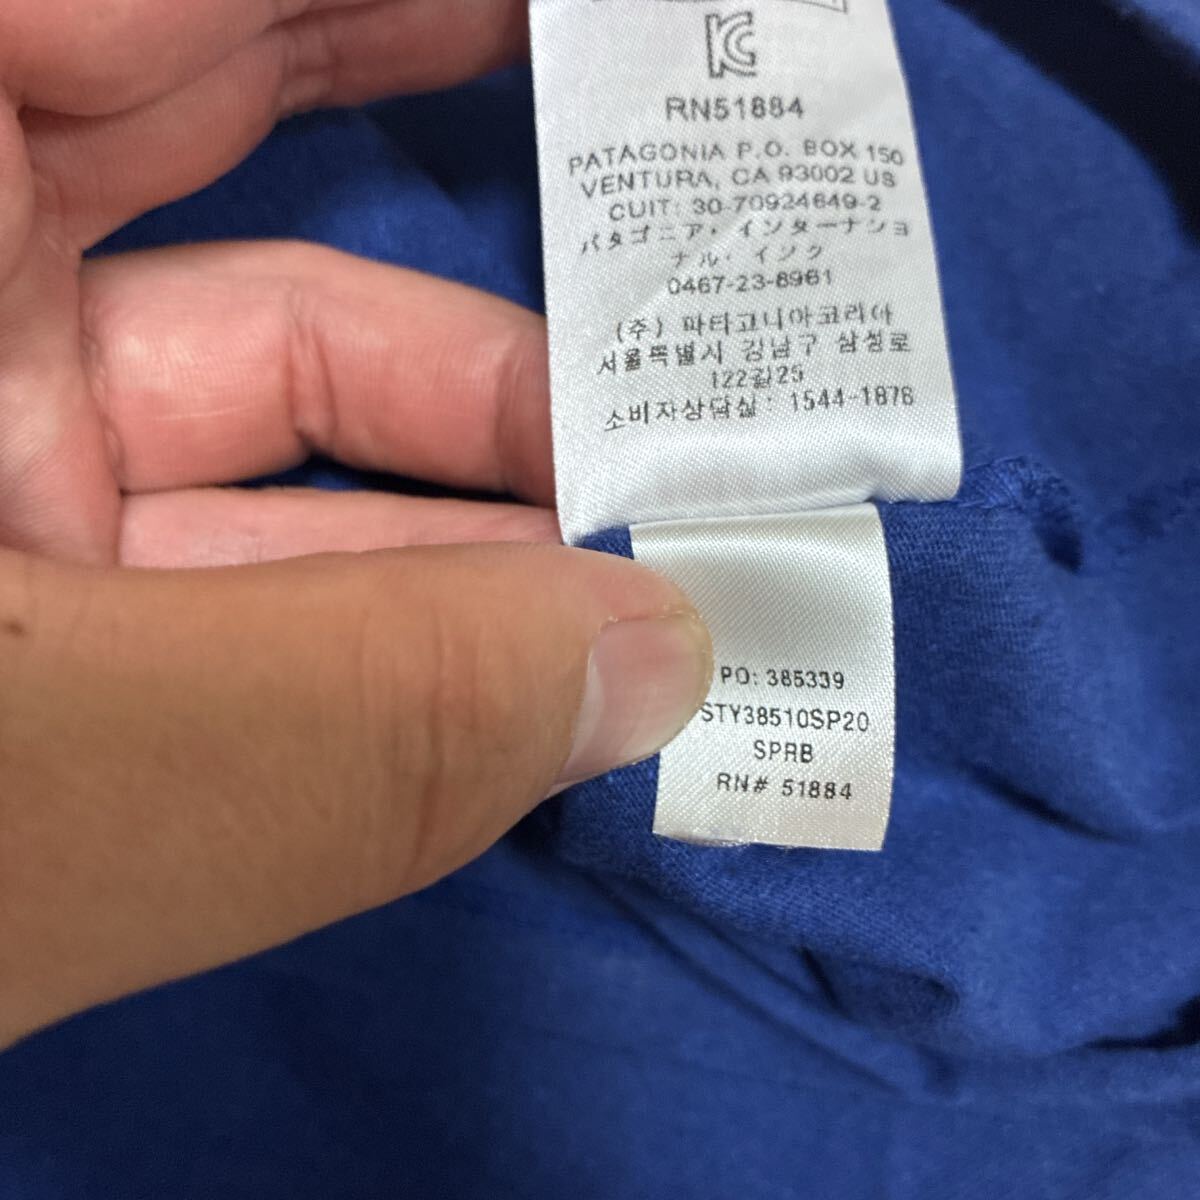 RN51884
PATAGONIA P.O. BOX 150
VENTURA, CA 93002 US
CUIT: 30-70924649-2
パタゴニア・インターナショ
ナル・インク
0467-23-8961
(주) 파타고니아코리아
서울특별시 강남구 삼성로
122길25
소비자상담실: 1544-1876
PO: 385339
STY38510SP20
SPRB
RN# 51884